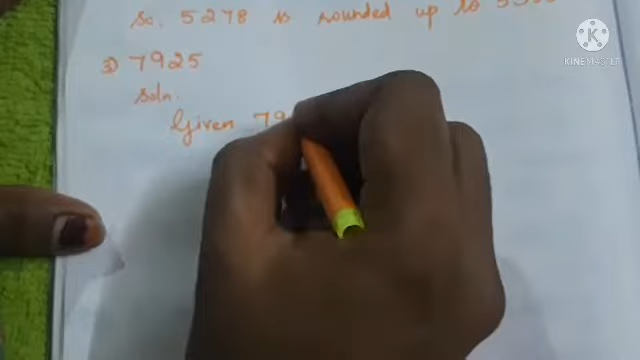 So, 5278 is rounded up to
3) 7925
Soln.
Given 79
KINEMASTER